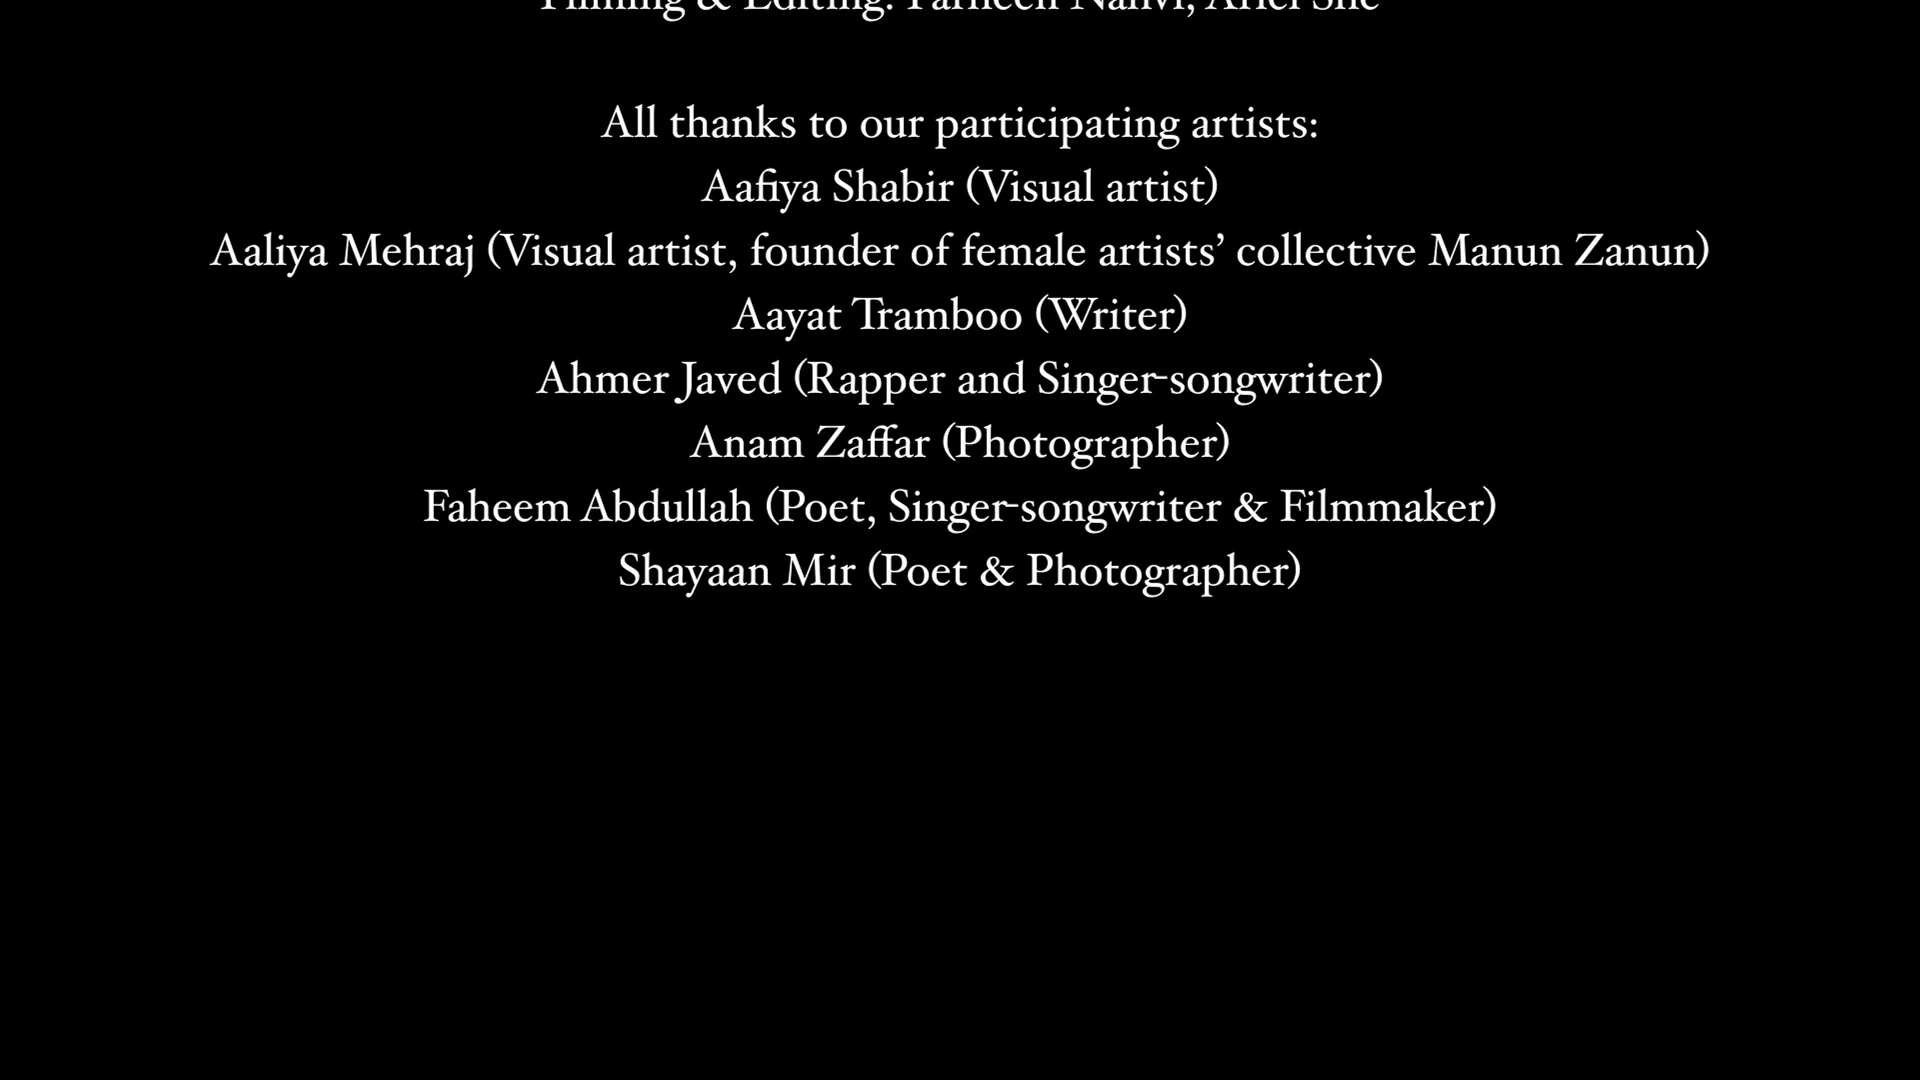 Filming & Editing:
All thanks to our participating artists:
Aafiya Shabir (Visual artist)
Aaliya Mehraj (Visual artist, founder of female artists’ collective Manun Zanun)
Aayat Tramboo (Writer)
Ahmer Javed (Rapper and Singer-songwriter)
Anam Zaffar (Photographer)
Faheem Abdullah (Poet, Singer-songwriter & Filmmaker)
Shayaan Mir (Poet & Photographer)